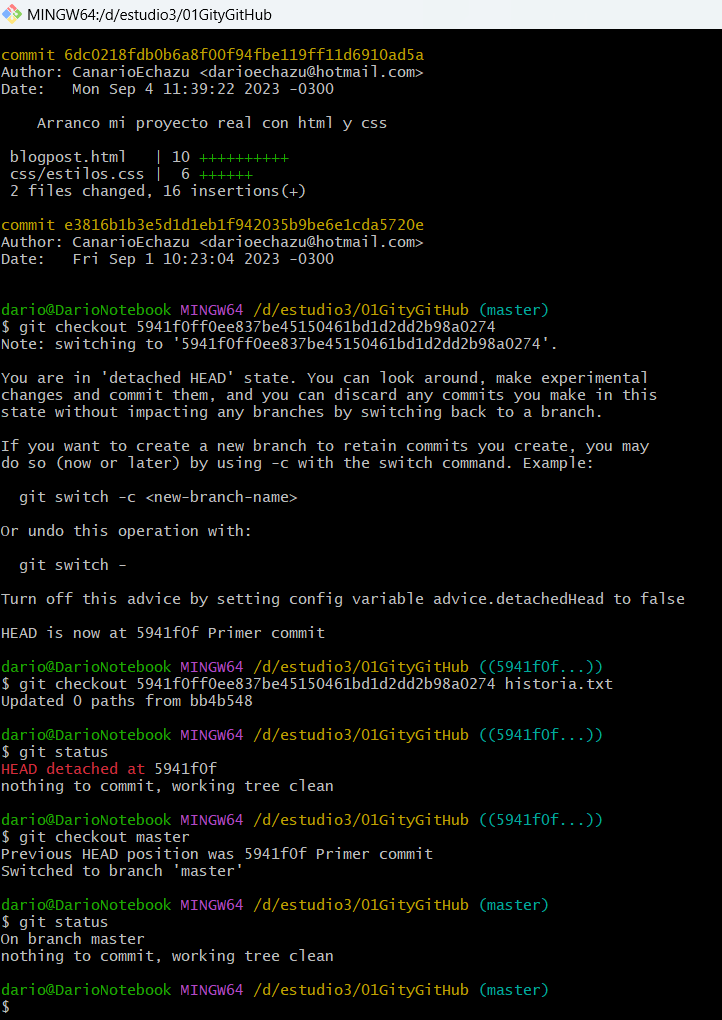 MINGW64:/d/estudio3/01GityGitHub
commit 6dc0218fdb0b6a8f00f94fbe119ff11d6910ad5a
Author: CanarioEchazu <darioechazu@hotmail.com>
Date:   Mon Sep 4 11:39:22 2023 -0300
    Arranco mi proyecto real con html y css
 blogpost.html   | 10 ++++++++++
 css/estilos.css |  6 ++++++
 2 files changed, 16 insertions(+)
commit e3816b1b3e5d1d1eb1f942035b9be6e1cda5720e
Author: CanarioEchazu <darioechazu@hotmail.com>
Date:   Fri Sep 1 10:23:04 2023 -0300
dario@DarioNotebook MINGW64 /d/estudio3/01GityGitHub (master)
$ git checkout 5941f0ff0ee837be45150461bd1d2dd2b98a0274
Note: switching to '5941f0ff0ee837be45150461bd1d2dd2b98a0274'.
You are in 'detached HEAD' state. You can look around, make experimental
changes and commit them, and you can discard any commits you make in this
state without impacting any branches by switching back to a branch.
If you want to create a new branch to retain commits you create, you may
do so (now or later) by using -c with the switch command. Example:
  git switch -c <new-branch-name>
Or undo this operation with:
  git switch -
Turn off this advice by setting config variable advice.detachedHead to false
HEAD is now at 5941f0f Primer commit
dario@DarioNotebook MINGW64 /d/estudio3/01GityGitHub ((5941f0f...))
$ git checkout 5941f0ff0ee837be45150461bd1d2dd2b98a0274 historia.txt
Updated 0 paths from bb4b548
dario@DarioNotebook MINGW64 /d/estudio3/01GityGitHub ((5941f0f...))
$ git status
HEAD detached at 5941f0f
nothing to commit, working tree clean
dario@DarioNotebook MINGW64 /d/estudio3/01GityGitHub ((5941f0f...))
$ git checkout master
Previous HEAD position was 5941f0f Primer commit
Switched to branch 'master'
dario@DarioNotebook MINGW64 /d/estudio3/01GityGitHub (master)
$ git status
On branch master
nothing to commit, working tree clean
dario@DarioNotebook MINGW64 /d/estudio3/01GityGitHub (master)
$